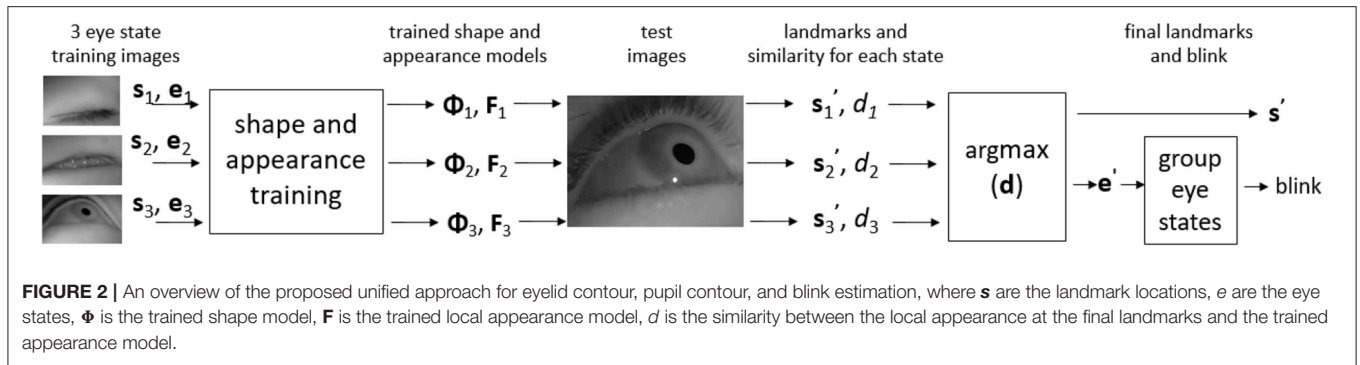 3 eye state
training images
trained shape and
appearance models
test
images
landmarks and
similarity for each state
final landmarks
and blink
s₁, e₁
s₂, e₂
s₃, e₃
shape and
appearance
training
Φ₁, F₁
Φ₂, F₂
Φ₃, F₃
s₁′, d₁
s₂′, d₂
s₃′, d₃
argmax
(d)
s′
e′
group
eye
states
blink
FIGURE 2 | An overview of the proposed unified approach for eyelid contour, pupil contour, and blink estimation, where s are the landmark locations, e are the eye
states, Φ is the trained shape model, F is the trained local appearance model, d is the similarity between the local appearance at the final landmarks and the trained
appearance model.